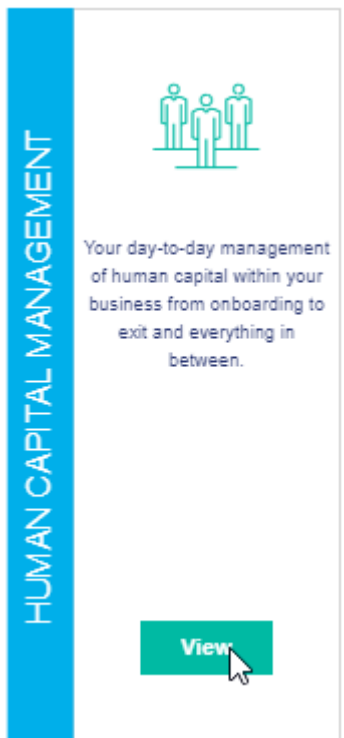 HUMAN CAPITAL MANAGEMENT
Your day-to-day management
of human capital within your
business from onboarding to
exit and everything in
between.
View